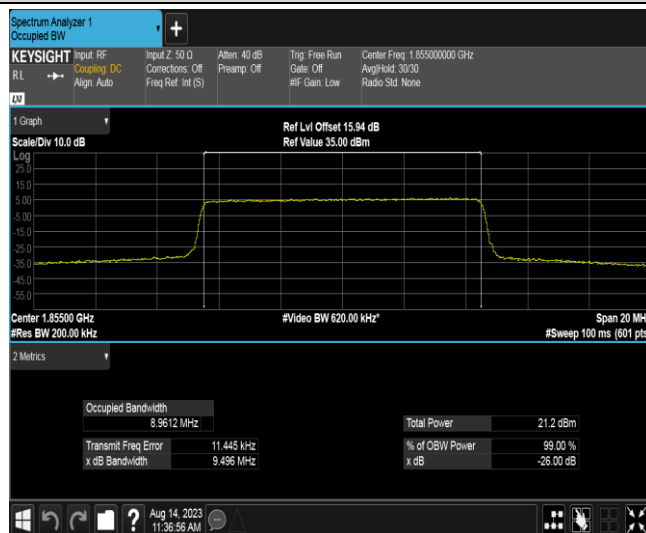 Spectrum Analyzer 1
Occupied BW
+
KEYSIGHT
RL
LXI
Input: RF
Coupling: DC
Align: Auto
Input Z: 50 Ω
Corrections: Off
Freq Ref: Int (S)
Atten: 40 dB
Preamp: Off
Trig: Free Run
Gate: Off
#IF Gain: Low
Center Freq: 1.855000000 GHz
Avg|Hold: 30/30
Radio Std: None
1 Graph
Scale/Div 10.0 dB
Ref Lvl Offset 15.94 dB
Ref Value 35.00 dBm
Log
25.0
15.0
5.00
-5.00
-15.0
-25.0
-35.0
-45.0
-55.0
Center 1.85500 GHz
#Res BW 200.00 kHz
#Video BW 620.00 kHz*
Span 20 MH
#Sweep 100 ms (601 pts
2 Metrics
Occupied Bandwidth
8.9612 MHz
Transmit Freq Error 11.445 kHz
x dB Bandwidth 9.496 MHz
Total Power 21.2 dBm
% of OBW Power 99.00 %
x dB -26.00 dB
?
Aug 14, 2023
11:36:56 AM